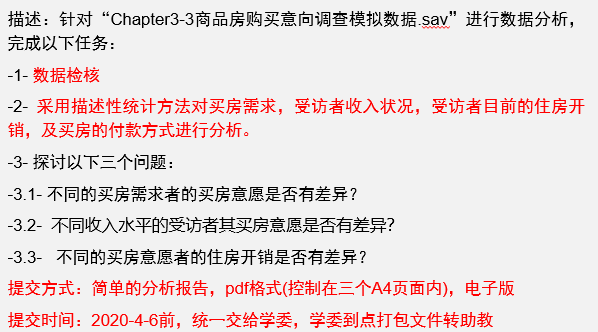 描述：针对“Chapter3-3商品房购买意向调查模拟数据.sav”进行数据分析，
完成以下任务：
-1- 数据检核
-2- 采用描述性统计方法对买房需求，受访者收入状况，受访者目前的住房开
销，及买房的付款方式进行分析。
-3- 探讨以下三个问题：
-3.1- 不同的买房需求者的买房意愿是否有差异？
-3.2- 不同收入水平的受访者其买房意愿是否有差异？
-3.3- 不同的买房意愿者的住房开销是否有差异？
提交方式：简单的分析报告，pdf格式(控制在三个A4页面内)，电子版
提交时间：2020-4-6前，统一交给学委，学委到点打包文件转助教